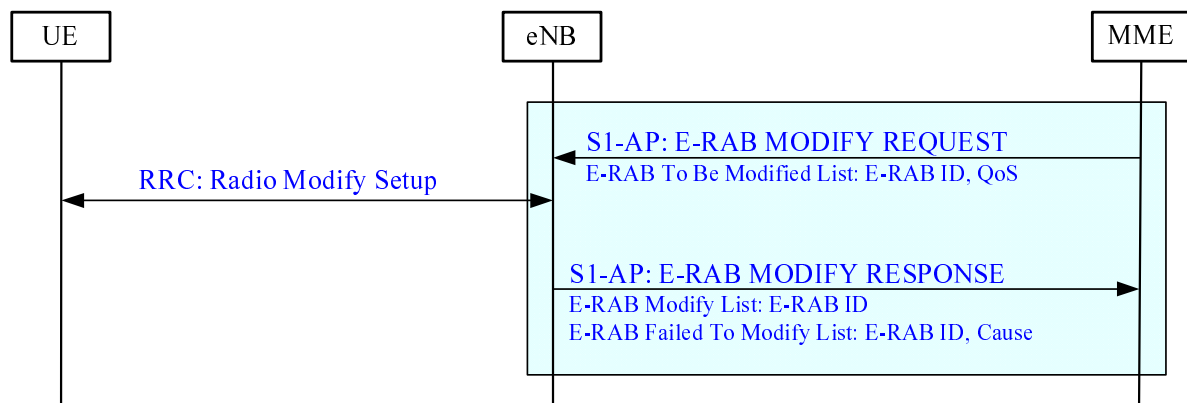 UE
eNB
MME
S1-AP: E-RAB MODIFY REQUEST
E-RAB To Be Modified List: E-RAB ID, QoS
RRC: Radio Modify Setup
S1-AP: E-RAB MODIFY RESPONSE
E-RAB Modify List: E-RAB ID
E-RAB Failed To Modify List: E-RAB ID, Cause